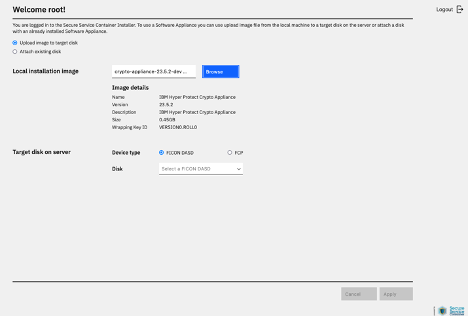 Welcome root!
Logout
You are logged in to the Secure Service Container Installer. To use a Software Appliance you can use upload image file from the local machine to a target disk on the server or attach a disk
with an already installed Software Appliance.
Upload image to target disk
Attach existing disk
Local installation image
crypto-appliance-23.5.2-dev ...
Browse
Image details
Name IBM Hyper Protect Crypto Appliance
Version 23.5.2
Description IBM Hyper Protect Crypto Appliance
Size 0.45GB
Wrapping Key ID VERSION0.ROLL0
Target disk on server
Device type FICON DASD FCP
Disk Select a FICON DASD
Cancel Apply
Secure
Service